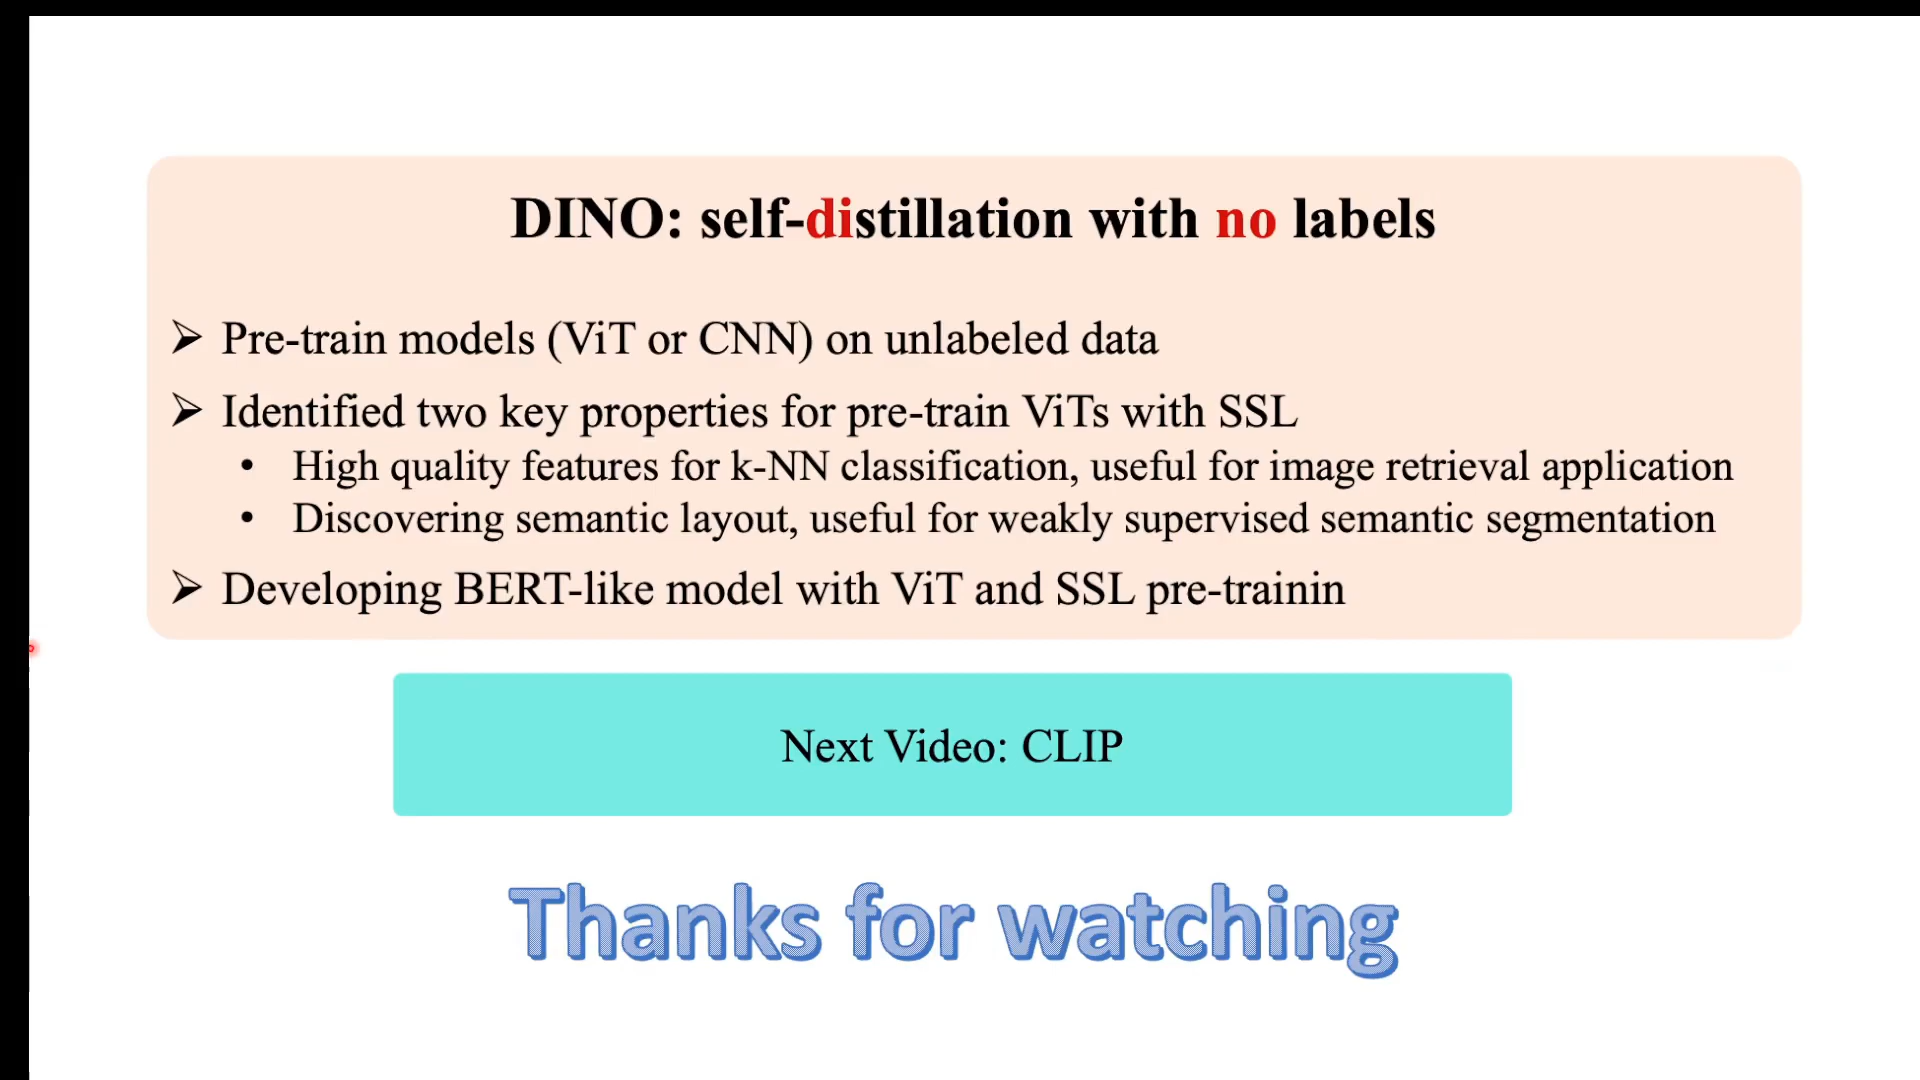 DINO: self-distillation with no labels
➢ Pre-train models (ViT or CNN) on unlabeled data
➢ Identified two key properties for pre-train ViTs with SSL
• High quality features for k-NN classification, useful for image retrieval application
• Discovering semantic layout, useful for weakly supervised semantic segmentation
➢ Developing BERT-like model with ViT and SSL pre-trainin
Next Video: CLIP
Thanks for watching